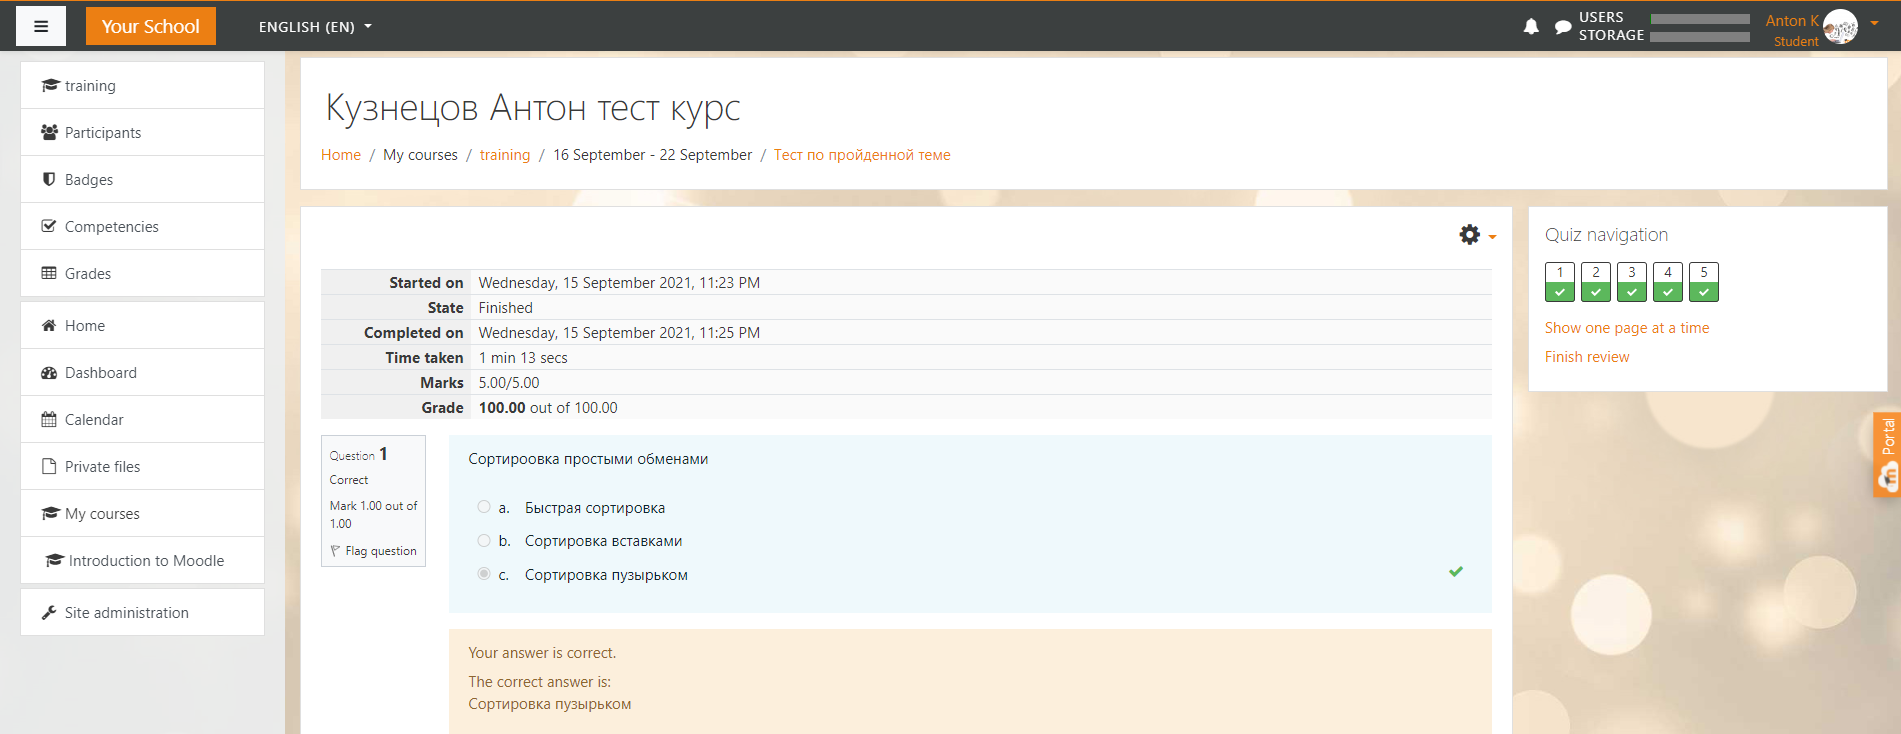 Your School
ENGLISH (EN)
USERS
STORAGE
Anton K
Student
training
Participants
Badges
Competencies
Grades
Home
Dashboard
Calendar
Private files
My courses
Introduction to Moodle
Site administration
Кузнецов Антон тест курс
Home / My courses / training / 16 September - 22 September / Тест по пройденной теме
Started on Wednesday, 15 September 2021, 11:23 PM
State Finished
Completed on Wednesday, 15 September 2021, 11:25 PM
Time taken 1 min 13 secs
Marks 5.00/5.00
Grade 100.00 out of 100.00
Question 1
Correct
Mark 1.00 out of
1.00
Flag question
Сортироовка простыми обменами
a. Быстрая сортировка
b. Сортировка вставками
c. Сортировка пузырьком
Your answer is correct.
The correct answer is:
Сортировка пузырьком
Quiz navigation
1 2 3 4 5
Show one page at a time
Finish review
Portal